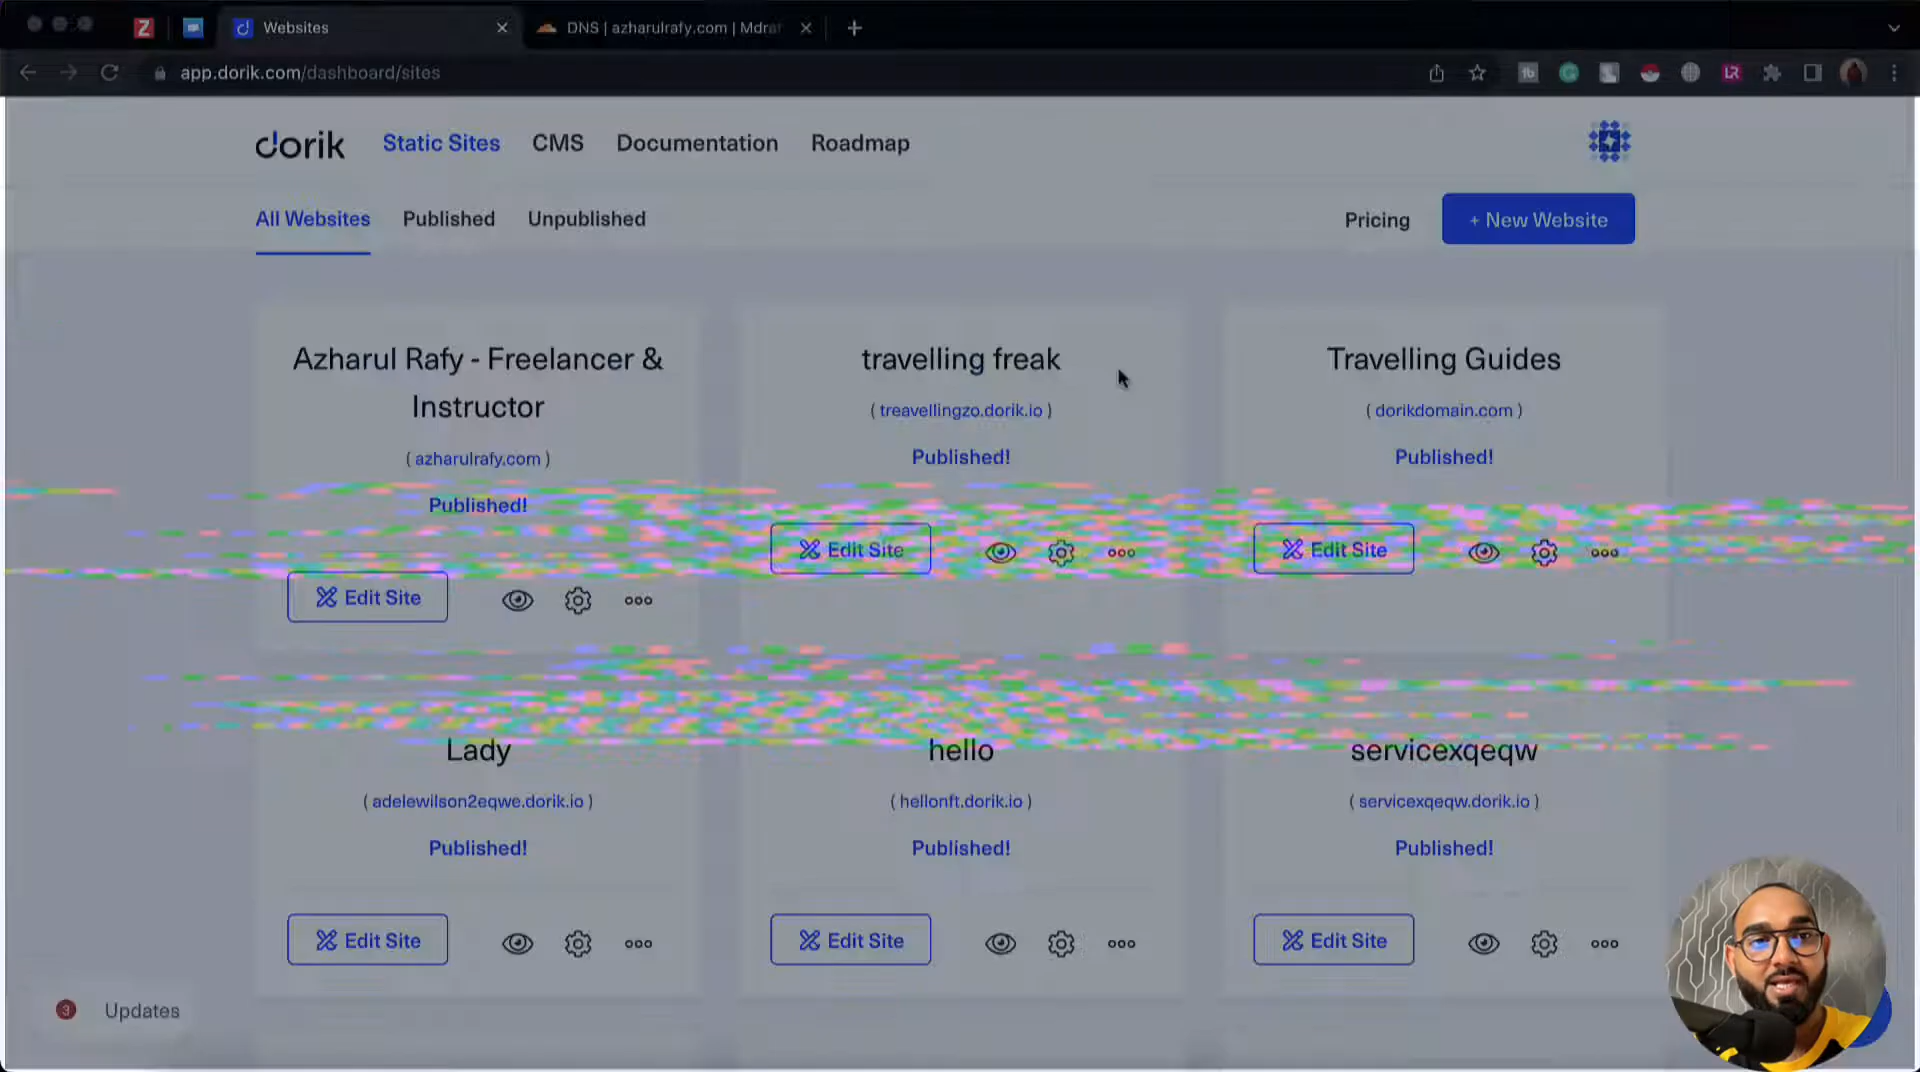 Websites
DNS | azharulrafy.com | Mdraf
app.dorik.com/dashboard/sites
dorik
Static Sites
CMS
Documentation
Roadmap
All Websites
Published
Unpublished
Pricing
+ New Website
Azharul Rafy - Freelancer &
Instructor
( azharulrafy.com )
Published!
Edit Site
travelling freak
( treavellingzo.dorik.io )
Published!
Edit Site
Travelling Guides
( dorikdomain.com )
Published!
Edit Site
Lady
( adelewilson2eqwe.dorik.io )
Published!
Edit Site
hello
( hellonft.dorik.io )
Published!
Edit Site
servicexqeqw
( servicexqeqw.dorik.io )
Published!
Edit Site
3 Updates